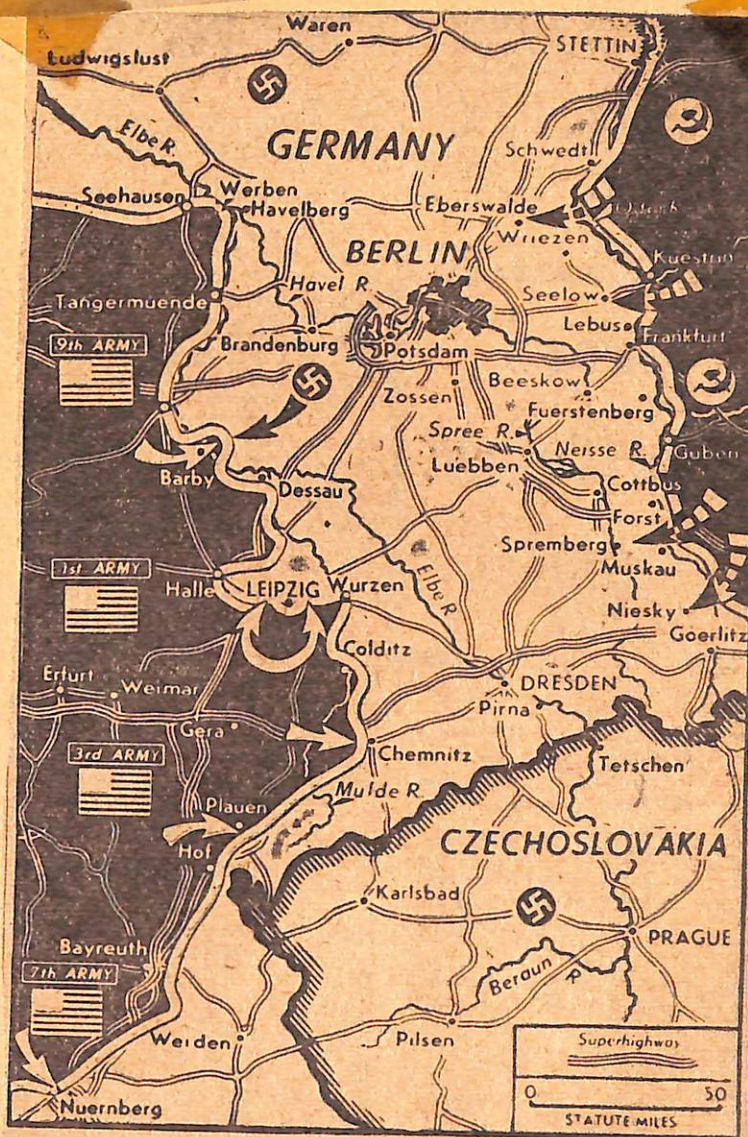 Waren
STETTIN
Ludwigslust
Elbe R.
GERMANY
Schwedt
Seehausen
Werben
Havelberg
Eberswalde
Wriezen
BERLIN
Kuestrin
Havel R.
Seelow
Tangermuende
Lebus
Frankfurt
9th ARMY
Brandenburg
Potsdam
Zossen
Beeskow
Fuerstenberg
Spree R.
Neisse R.
Guben
Luebben
Barby
Dessau
Cottbus
Forst
Spremberg
1st ARMY
Muskau
Halle
LEIPZIG
Wurzen
Elbe R.
Niesky
Goerlitz
Colditz
Erfurt
Weimar
DRESDEN
Pirna
Gera
Chemnitz
3rd ARMY
Tetschen
Mulde R.
Plauen
Hof
CZECHOSLOVAKIA
Karlsbad
PRAGUE
Bayreuth
7th ARMY
Beraun R
Weiden
Pilsen
Superhighway
0 50
STATUTE MILES
Nuernberg